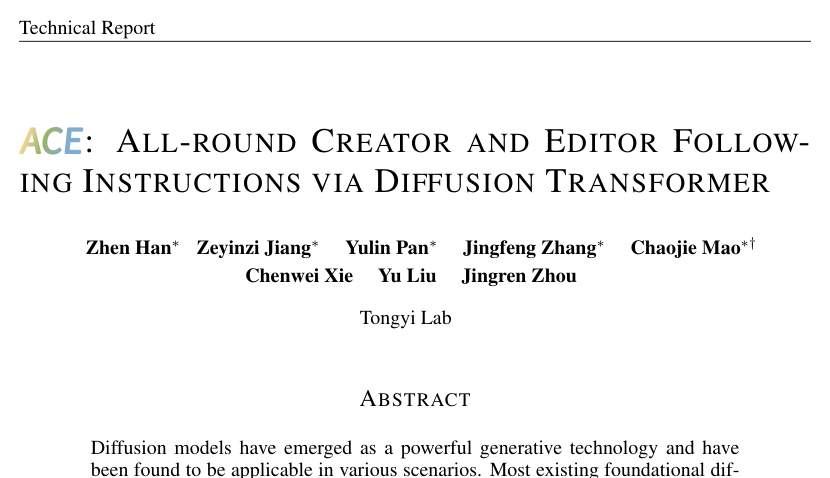 Technical Report
ACE: ALL-ROUND CREATOR AND EDITOR FOLLOW-
ING INSTRUCTIONS VIA DIFFUSION TRANSFORMER
Zhen Han* Zeyinzi Jiang* Yulin Pan* Jingfeng Zhang* Chaojie Mao*†
Chenwei Xie Yu Liu Jingren Zhou
Tongyi Lab
ABSTRACT
Diffusion models have emerged as a powerful generative technology and have
been found to be applicable in various scenarios. Most existing foundational dif-